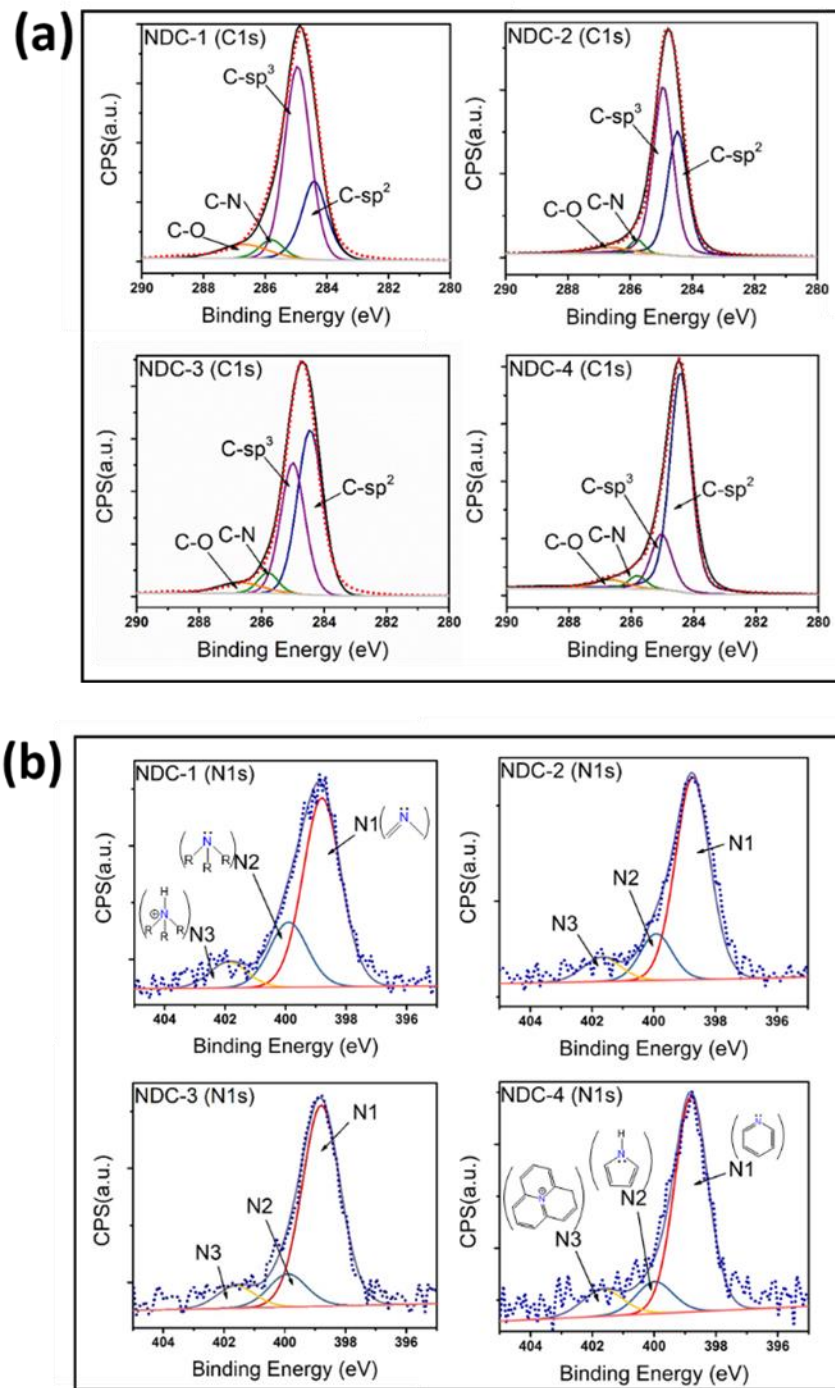 (a)
NDC-1 (C1s)
C-sp³
C-N
C-O
C-sp²
CPS(a.u.)
290 288 286 284 282 280
Binding Energy (eV)
NDC-2 (C1s)
C-sp³
C-N
C-O
C-sp²
CPS(a.u.)
290 288 286 284 282 280
Binding Energy (eV)
NDC-3 (C1s)
C-sp³
C-N
C-O
C-sp²
CPS(a.u.)
290 288 286 284 282 280
Binding Energy (eV)
NDC-4 (C1s)
C-sp³
C-N
C-O
C-sp²
CPS(a.u.)
290 288 286 284 282 280
Binding Energy (eV)
(b)
NDC-1 (N1s)
N1
N
N2
N
R R
R
N3
H
N
⊕
R R R
CPS(a.u.)
404 402 400 398 396
Binding Energy (eV)
NDC-2 (N1s)
N1
N2
N3
CPS(a.u.)
404 402 400 398 396
Binding Energy (eV)
NDC-3 (N1s)
N1
N2
N3
CPS(a.u.)
404 402 400 398 396
Binding Energy (eV)
NDC-4 (N1s)
N
N1
H
N
N2
N⊕
N3
CPS(a.u.)
404 402 400 398 396
Binding Energy (eV)